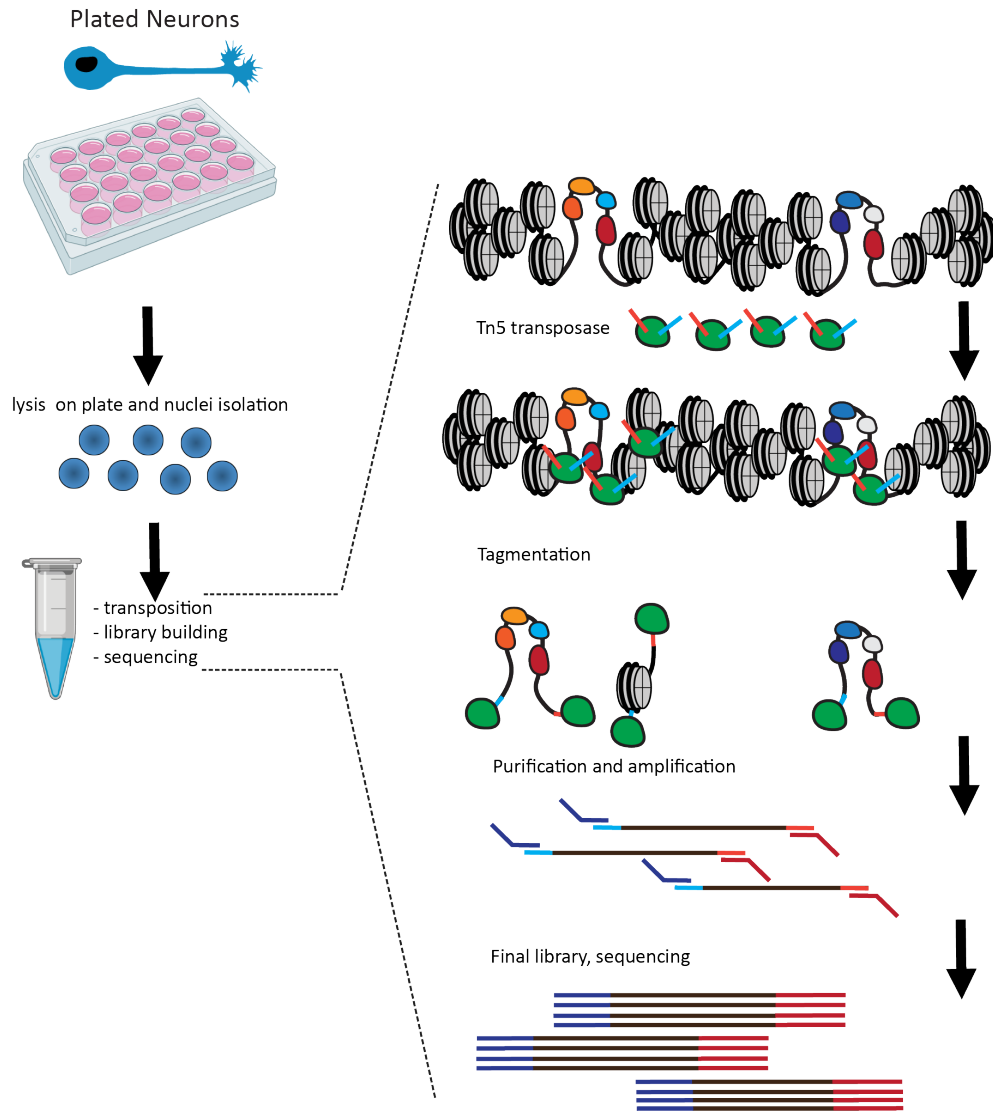 Plated Neurons
lysis  on plate and nuclei isolation
- transposition
- library building
- sequencing
Tn5 transposase
Tagmentation
Purification and amplification
Final library, sequencing